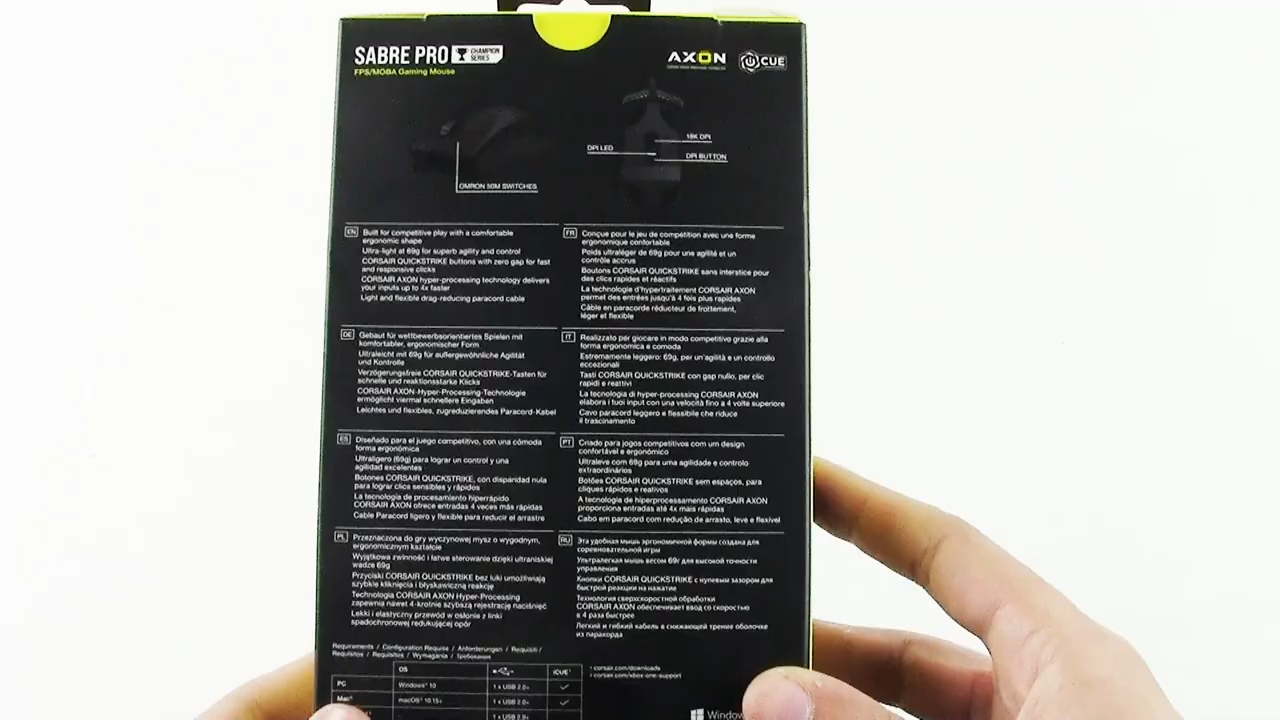 SABRE PRO CHAMPION SERIES
FPS/MOBA Gaming Mouse
AXON
CUE
18K DPI
DPI LED
DPI BUTTON
OMRON 50M SWITCHES
EN Built for competitive play with a comfortable
ergonomic shape
Ultra-light at 69g for superb agility and control
CORSAIR QUICKSTRIKE buttons with zero gap for fast
and responsive clicks
CORSAIR AXON hyper-processing technology delivers
your inputs up to 4x faster
Light and flexible drag-reducing paracord cable
FR Conçue pour le jeu de compétition avec une forme
ergonomique confortable
Poids ultraléger de 69g pour une agilité et un
contrôle accrus
Boutons CORSAIR QUICKSTRIKE sans interstice pour
des clics rapides et réactifs
La technologie d'hypertraitement CORSAIR AXON
permet des entrées jusqu'à 4 fois plus rapides
Câble en paracorde réducteur de frottement,
léger et flexible
DE Gebaut für wettbewerbsorientiertes Spielen mit
komfortabler, ergonomischer Form
Ultraleicht mit 69g für außergewöhnliche Agilität
und Kontrolle
Verzögerungsfreie CORSAIR QUICKSTRIKE-Tasten für
schnelle und reaktionsstarke Klicks
CORSAIR AXON-Hyper-Processing-Technologie
ermöglicht viermal schnellere Eingaben
Leichtes und flexibles, zugreduzierendes Paracord-Kabel
IT Realizzato per giocare in modo competitivo grazie alla
forma ergonomica e comoda
Estremamente leggero: 69g, per un'agilità e un controllo
eccezionali
Tasti CORSAIR QUICKSTRIKE con gap nullo, per clic
rapidi e reattivi
La tecnologia di hyper-processing CORSAIR AXON
elabora i tuoi input con una velocità fino a 4 volte superiore
Cavo paracord leggero e flessibile che riduce
il trascinamento
ES Diseñado para el juego competitivo, con una cómoda
forma ergonómica
Ultraligero (69g) para lograr un control y una
agilidad excelentes
Botones CORSAIR QUICKSTRIKE, con disparidad nula
para lograr clics sensibles y rápidos
La tecnología de procesamiento hiperrápido
CORSAIR AXON ofrece entradas 4 veces más rápidas
Cable Paracord ligero y flexible para reducir el arrastre
PT Criado para jogos competitivos com um design
confortável e ergonómico
Ultraleve com 69g para uma agilidade e controlo
extraordinários
Botões CORSAIR QUICKSTRIKE sem espaços, para
cliques rápidos e reativos
A tecnologia de hiperprocessamento CORSAIR AXON
proporciona entradas até 4x mais rápidas
Cabo em paracord com redução de arrasto, leve e flexível
PL Przeznaczona do gry wyczynowej mysz o wygodnym,
ergonomicznym kształcie
Wyjątkowa zwinność i łatwe sterowanie dzięki ultraniskiej
wadze 69g
Przyciski CORSAIR QUICKSTRIKE bez luki umożliwiają
szybkie kliknięcia i błyskawiczną reakcję
Technologia CORSAIR AXON Hyper-Processing
zapewnia nawet 4-krotnie szybszą rejestrację naciśnięć
Lekki i elastyczny przewód w osłonie z linki
spadochronowej redukującej opór
RU Эта удобная мышь эргономичной формы создана для
соревновательной игры
Ультралегкая мышь весом 69г для высокой точности
управления
Кнопки CORSAIR QUICKSTRIKE с нулевым зазором для
быстрой реакции на нажатие
Технология сверхскоростной обработки
CORSAIR AXON обеспечивает ввод со скоростью
в 4 раза быстрее
Легкий и гибкий кабель в снижающей трение оболочке
из паракорда
Requirements / Configuration Requise / Anforderungen / Requisiti /
Requisitos / Requisitos / Wymagania / Требования
OS iCUE¹
PC Windows® 10 1 x USB 2.0+ ✓
Mac® macOS® 10.15+ 1 x USB 2.0+ ✓
1 x USB 2.0+
¹ corsair.com/downloads
² corsair.com/xbox-one-support
Window